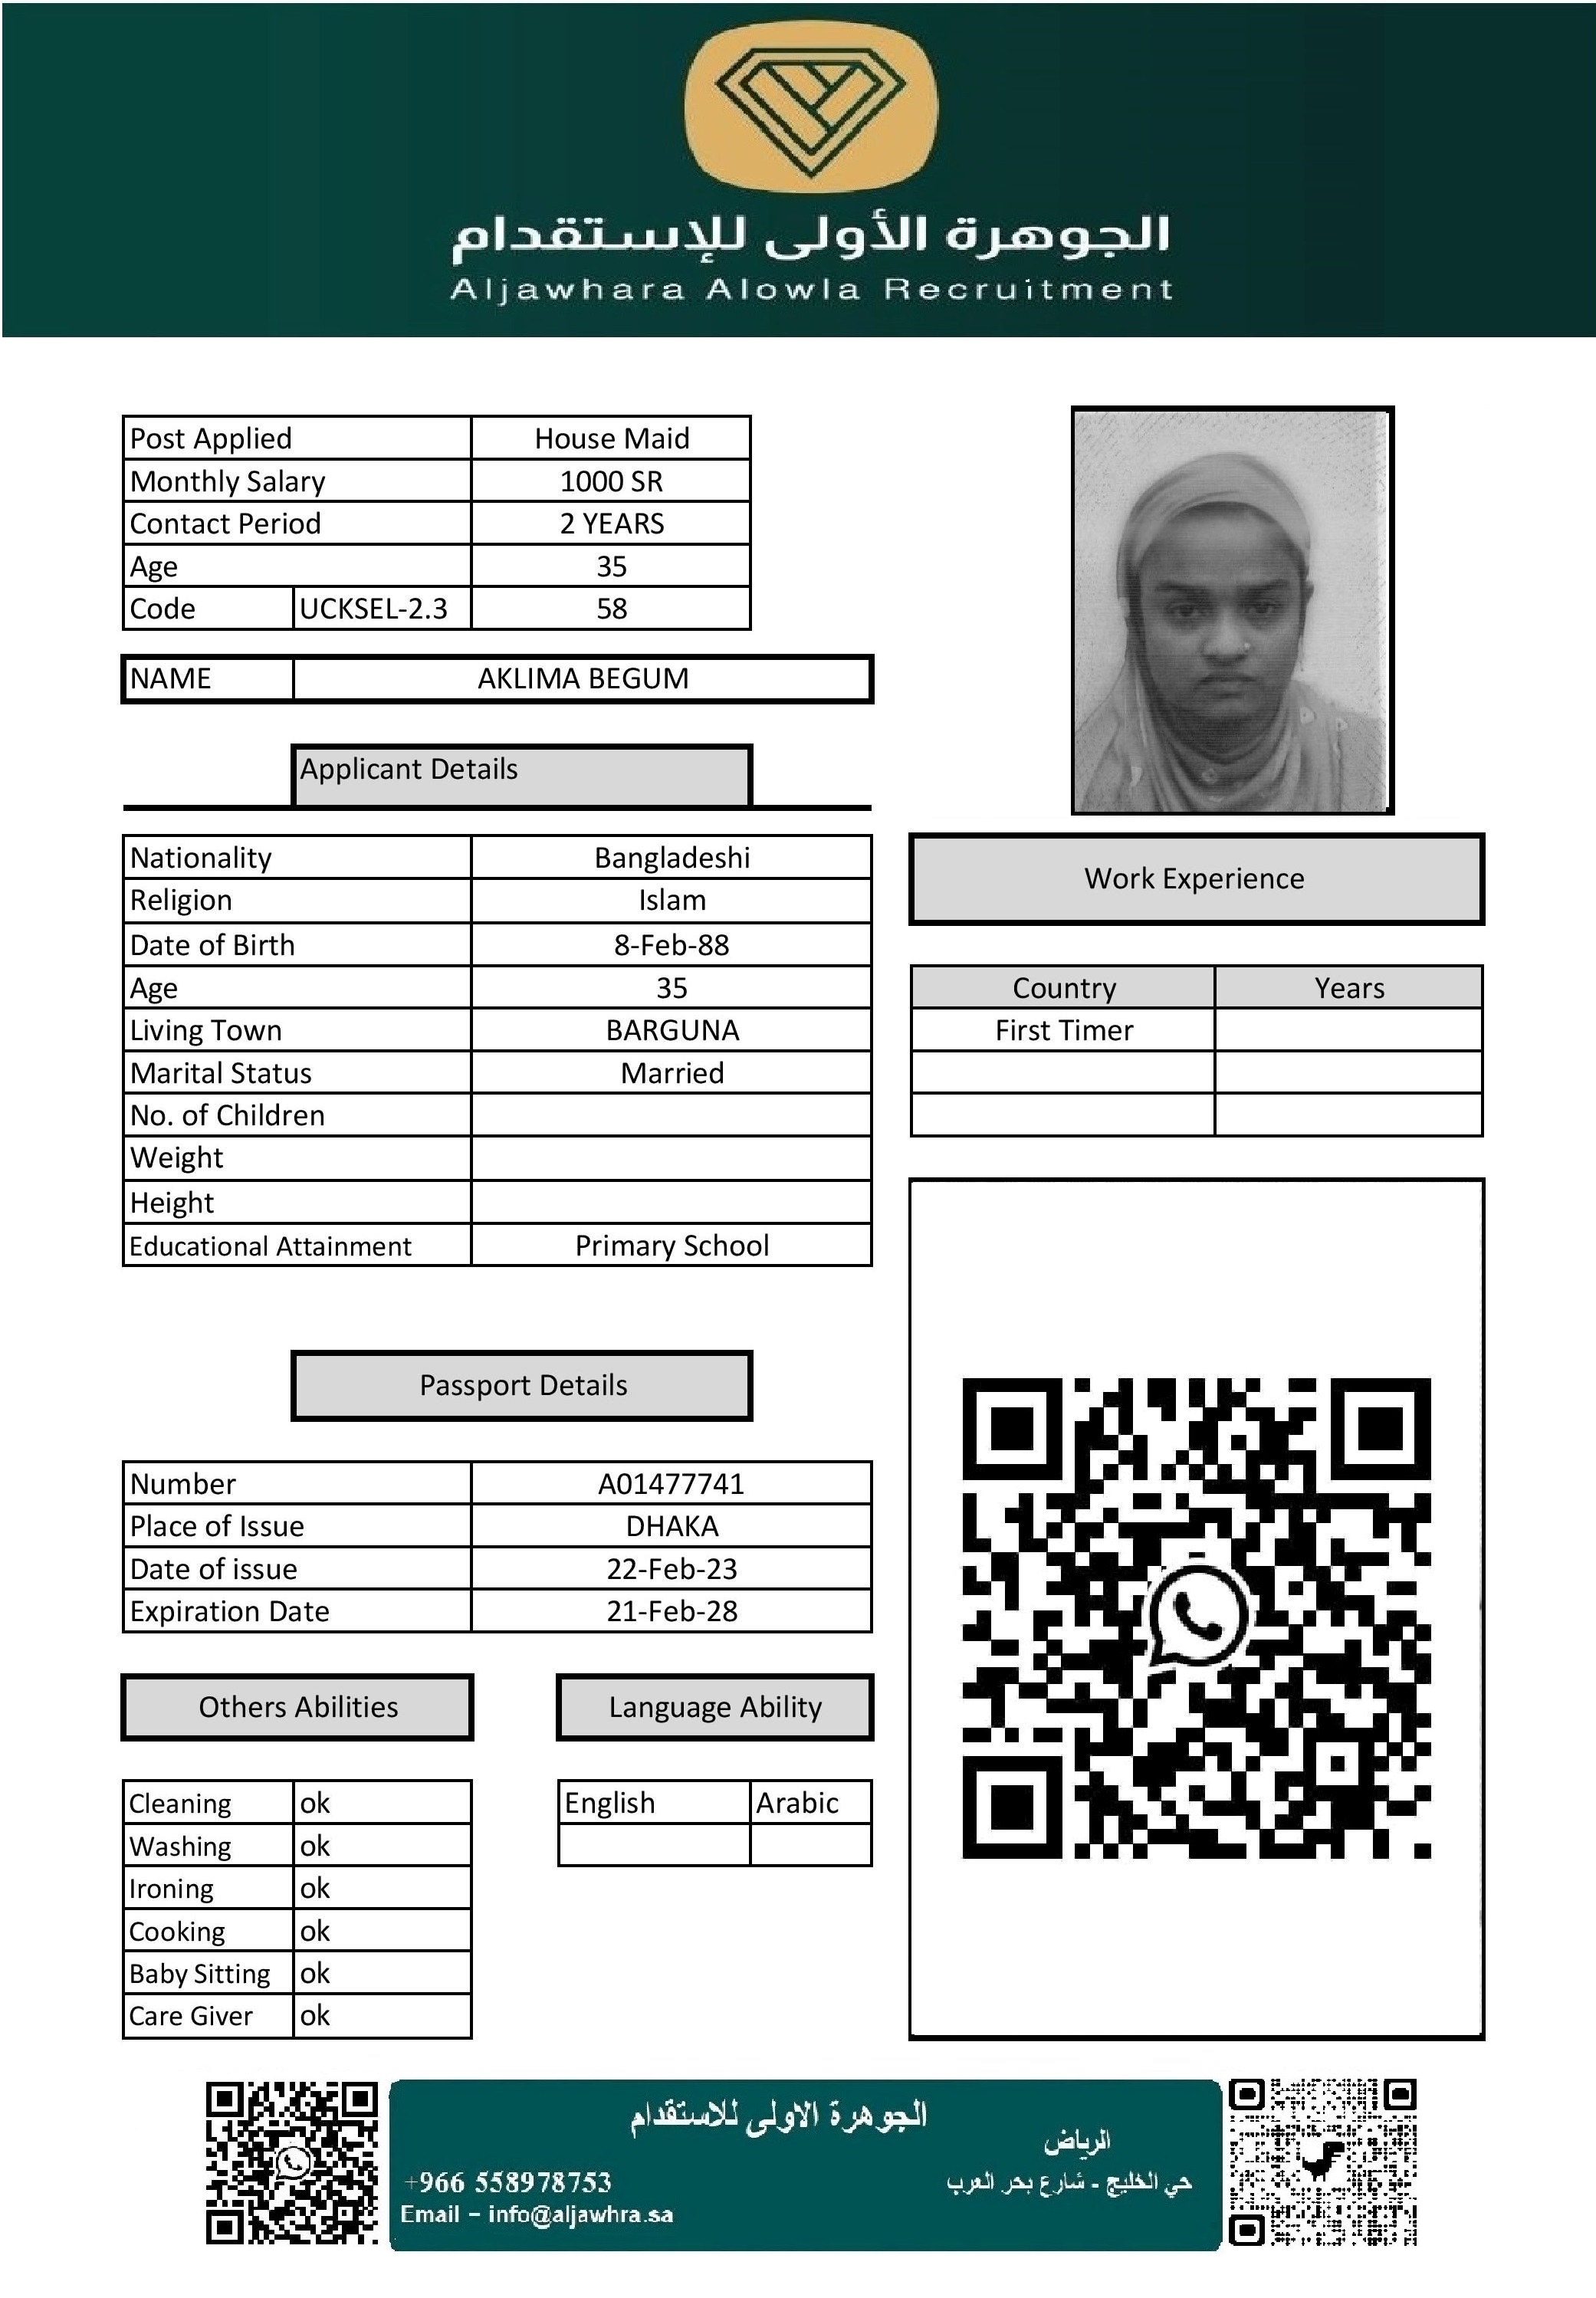 الجوهرة الأولى للإستقدام
Aljawhara Alowla Recruitment
Post Applied House Maid
Monthly Salary 1000 SR
Contact Period 2 YEARS
Age 35
Code UCKSEL-2.3 58
NAME AKLIMA BEGUM
Applicant Details
Nationality Bangladeshi
Religion Islam
Date of Birth 8-Feb-88
Age 35
Living Town BARGUNA
Marital Status Married
No. of Children
Weight
Height
Educational Attainment Primary School
Work Experience
Country Years
First Timer
Passport Details
Number A01477741
Place of Issue DHAKA
Date of issue 22-Feb-23
Expiration Date 21-Feb-28
Others Abilities
Cleaning ok
Washing ok
Ironing ok
Cooking ok
Baby Sitting ok
Care Giver ok
Language Ability
English Arabic
الجوهرة الاولى للاستقدام
الرياض
حي الخليج - شارع بحر العرب
+966 558978753
Email – info@aljawhra.sa